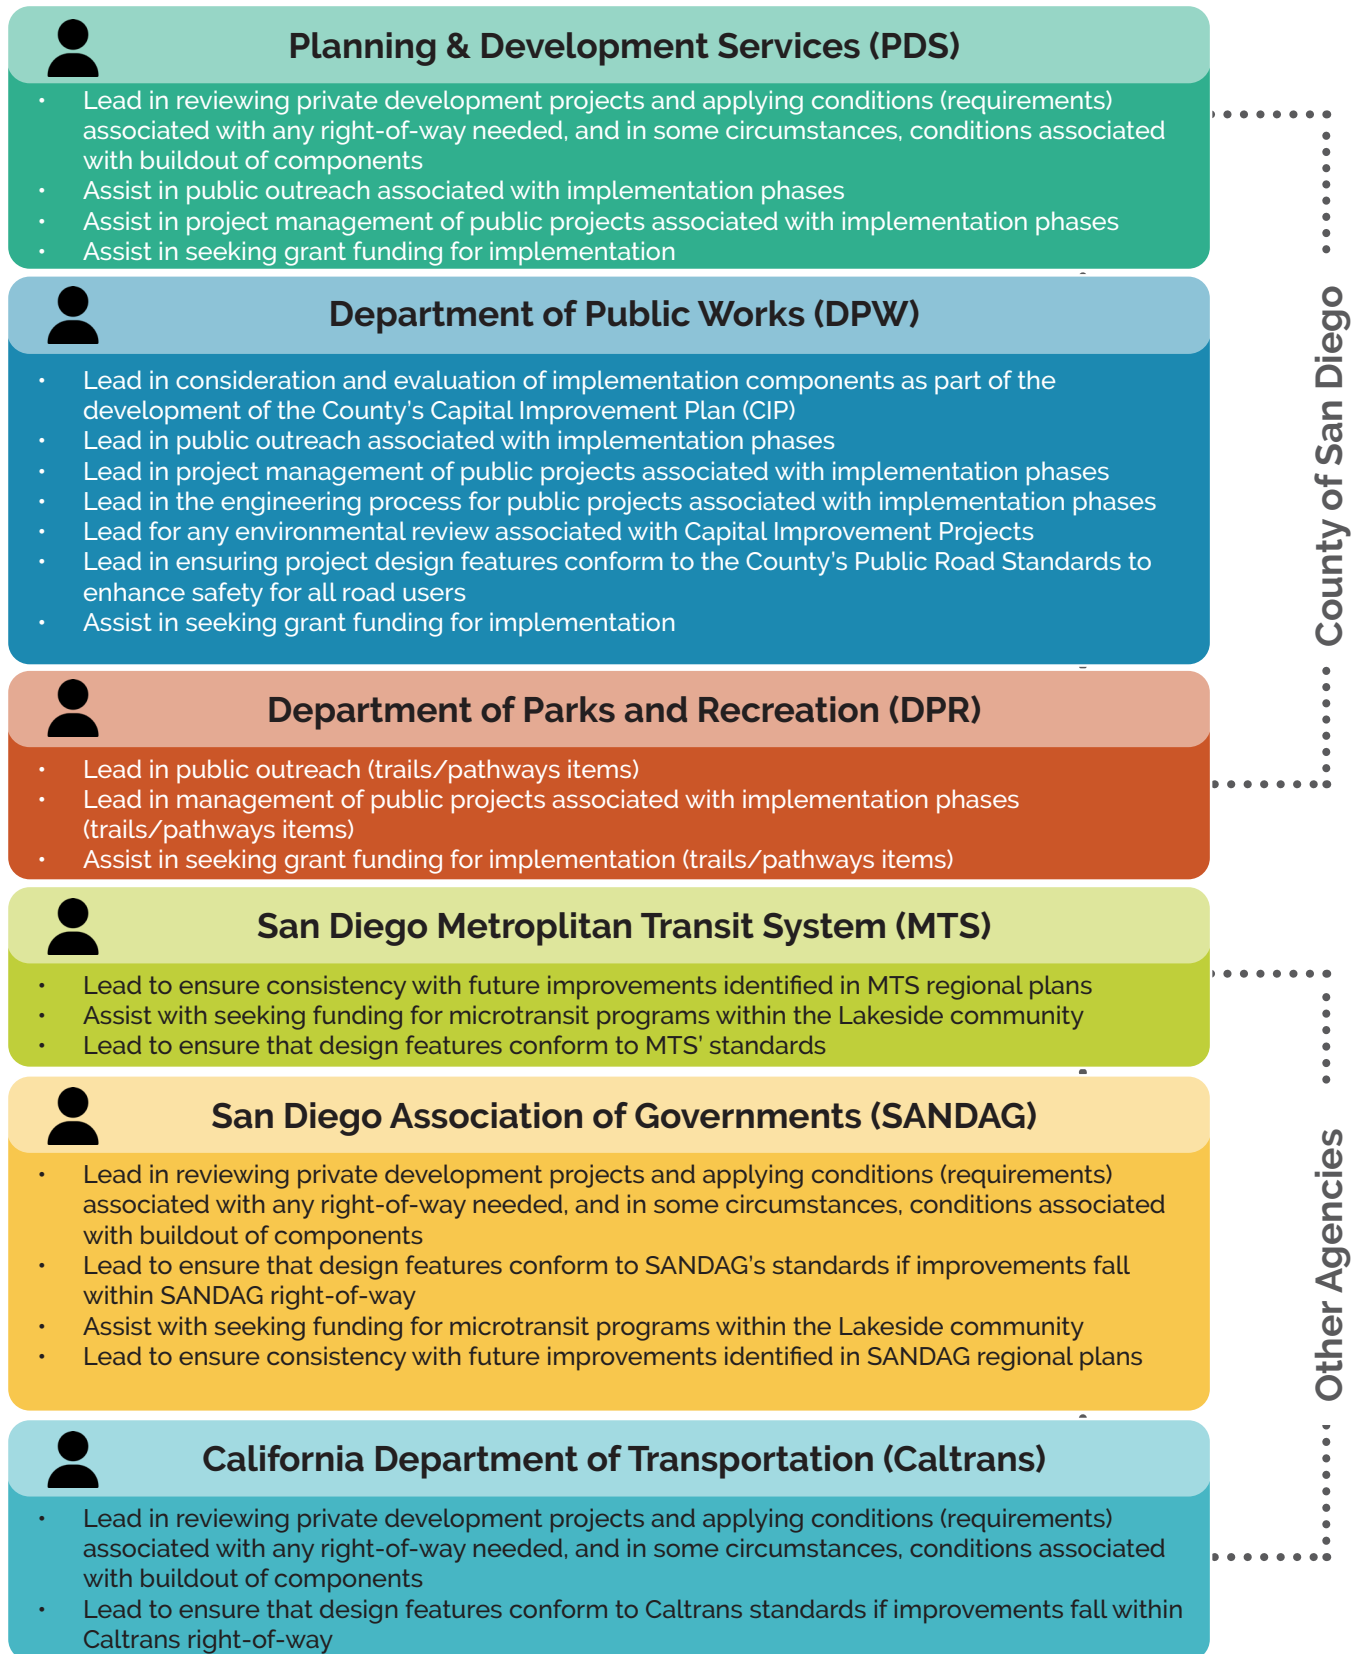 Planning & Development Services (PDS)
• Lead in reviewing private development projects and applying conditions (requirements)
associated with any right-of-way needed, and in some circumstances, conditions associated
with buildout of components
• Assist in public outreach associated with implementation phases
• Assist in project management of public projects associated with implementation phases
• Assist in seeking grant funding for implementation
Department of Public Works (DPW)
• Lead in consideration and evaluation of implementation components as part of the
development of the County's Capital Improvement Plan (CIP)
• Lead in public outreach associated with implementation phases
• Lead in project management of public projects associated with implementation phases
• Lead in the engineering process for public projects associated with implementation phases
• Lead for any environmental review associated with Capital Improvement Projects
• Lead in ensuring project design features conform to the County's Public Road Standards to
enhance safety for all road users
• Assist in seeking grant funding for implementation
Department of Parks and Recreation (DPR)
• Lead in public outreach (trails/pathways items)
• Lead in management of public projects associated with implementation phases
(trails/pathways items)
• Assist in seeking grant funding for implementation (trails/pathways items)
County of San Diego
San Diego Metroplitan Transit System (MTS)
• Lead to ensure consistency with future improvements identified in MTS regional plans
• Assist with seeking funding for microtransit programs within the Lakeside community
• Lead to ensure that design features conform to MTS' standards
San Diego Association of Governments (SANDAG)
• Lead in reviewing private development projects and applying conditions (requirements)
associated with any right-of-way needed, and in some circumstances, conditions associated
with buildout of components
• Lead to ensure that design features conform to SANDAG's standards if improvements fall
within SANDAG right-of-way
• Assist with seeking funding for microtransit programs within the Lakeside community
• Lead to ensure consistency with future improvements identified in SANDAG regional plans
California Department of Transportation (Caltrans)
• Lead in reviewing private development projects and applying conditions (requirements)
associated with any right-of-way needed, and in some circumstances, conditions associated
with buildout of components
• Lead to ensure that design features conform to Caltrans standards if improvements fall within
Caltrans right-of-way
Other Agencies